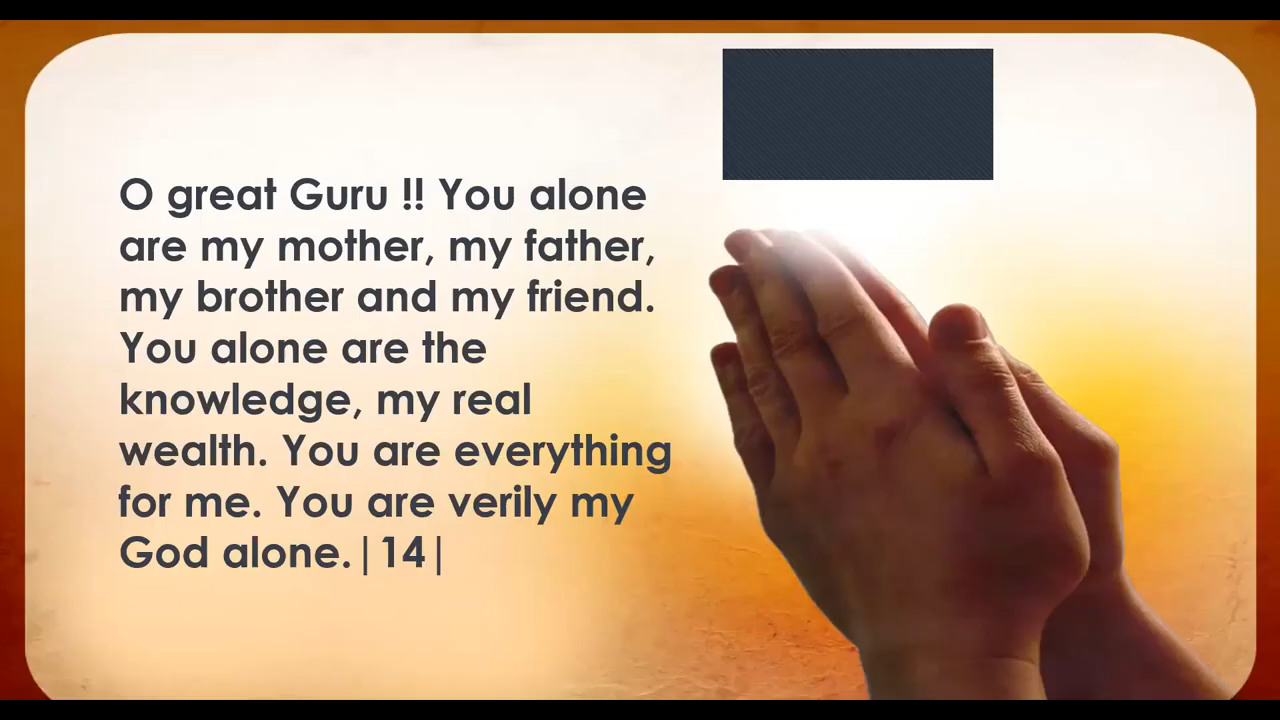 O great Guru !! You alone
are my mother, my father,
my brother and my friend.
You alone are the
knowledge, my real
wealth. You are everything
for me. You are verily my
God alone.|14|